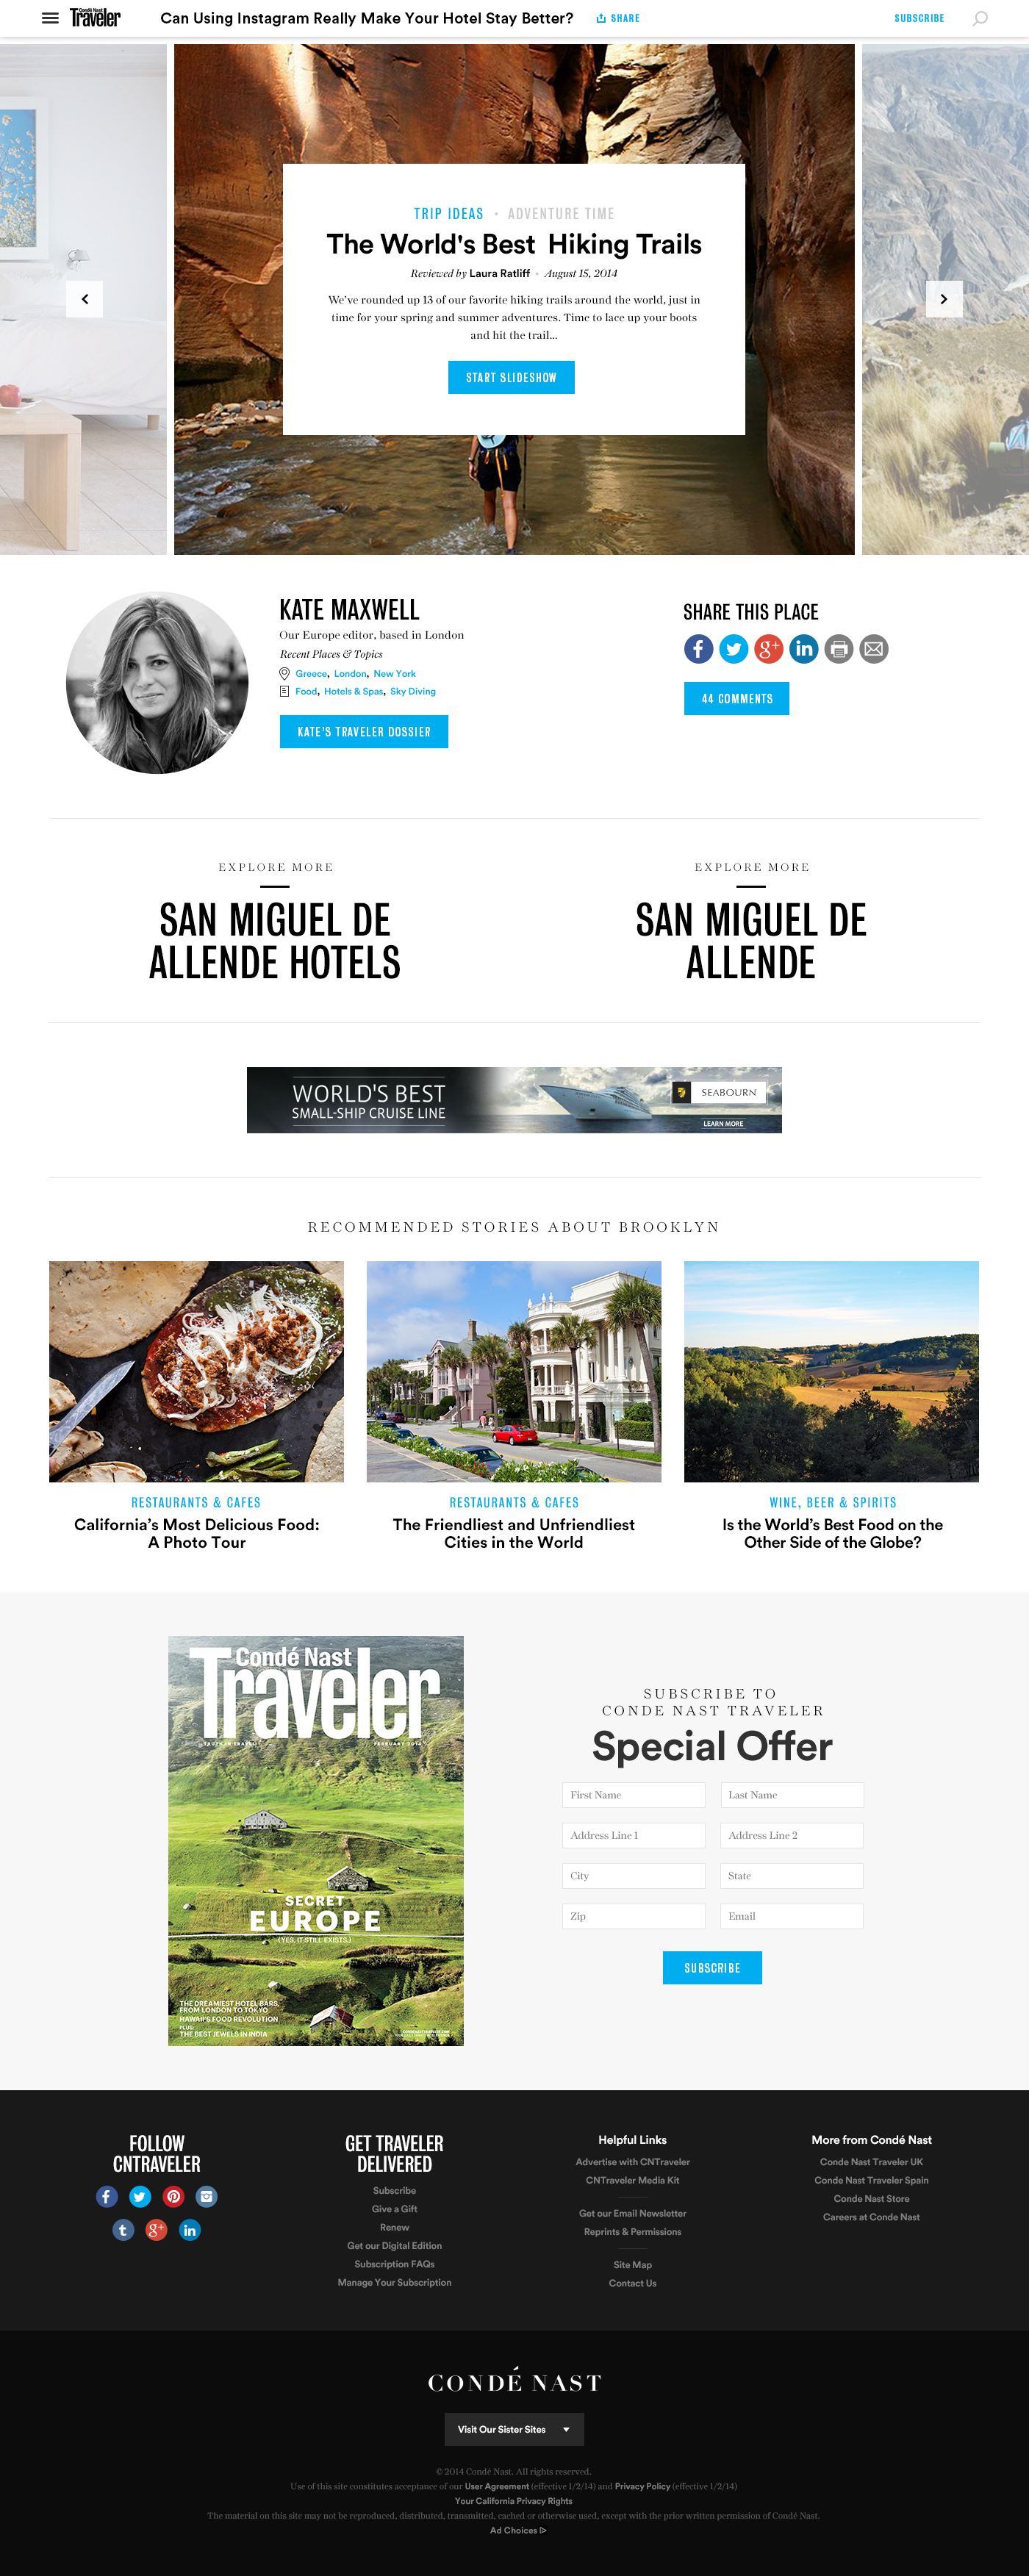 Condé Nast
Traveler
Can Using Instagram Really Make Your Hotel Stay Better?
SHARE
SUBSCRIBE
TRIP IDEAS • ADVENTURE TIME
The World's Best Hiking Trails
Reviewed by Laura Ratliff • August 15, 2014
We've rounded up 13 of our favorite hiking trails around the world, just in
time for your spring and summer adventures. Time to lace up your boots
and hit the trail...
START SLIDESHOW
KATE MAXWELL
Our Europe editor, based in London
Recent Places & Topics
Greece, London, New York
Food, Hotels & Spas, Sky Diving
KATE'S TRAVELER DOSSIER
SHARE THIS PLACE
44 COMMENTS
EXPLORE MORE
SAN MIGUEL DE
ALLENDE HOTELS
EXPLORE MORE
SAN MIGUEL DE
ALLENDE
WORLD'S BEST
SMALL-SHIP CRUISE LINE
SEABOURN
LEARN MORE
RECOMMENDED STORIES ABOUT BROOKLYN
RESTAURANTS & CAFES
California's Most Delicious Food:
A Photo Tour
RESTAURANTS & CAFES
The Friendliest and Unfriendliest
Cities in the World
WINE, BEER & SPIRITS
Is the World's Best Food on the
Other Side of the Globe?
Condé Nast
Traveler
TRUTH IN TRAVEL
FEBRUARY 2014
SECRET
EUROPE
(YES, IT STILL EXISTS.)
THE DREAMIEST HOTEL BARS,
FROM LONDON TO TOKYO
HAWAII'S FOOD REVOLUTION
PLUS:
THE BEST JEWELS IN INDIA
SUBSCRIBE TO
CONDE NAST TRAVELER
Special Offer
First Name
Last Name
Address Line 1
Address Line 2
City
State
Zip
Email
SUBSCRIBE
FOLLOW
CNTRAVELER
GET TRAVELER
DELIVERED
Subscribe
Give a Gift
Renew
Get our Digital Edition
Subscription FAQs
Manage Your Subscription
Helpful Links
Advertise with CNTraveler
CNTraveler Media Kit
Get our Email Newsletter
Reprints & Permissions
Site Map
Contact Us
More from Condé Nast
Conde Nast Traveler UK
Conde Nast Traveler Spain
Conde Nast Store
Careers at Conde Nast
CONDÉ NAST
Visit Our Sister Sites
© 2014 Condé Nast. All rights reserved.
Use of this site constitutes acceptance of our User Agreement (effective 1/2/14) and Privacy Policy (effective 1/2/14)
Your California Privacy Rights
The material on this site may not be reproduced, distributed, transmitted, cached or otherwise used, except with the prior written permission of Condé Nast.
Ad Choices